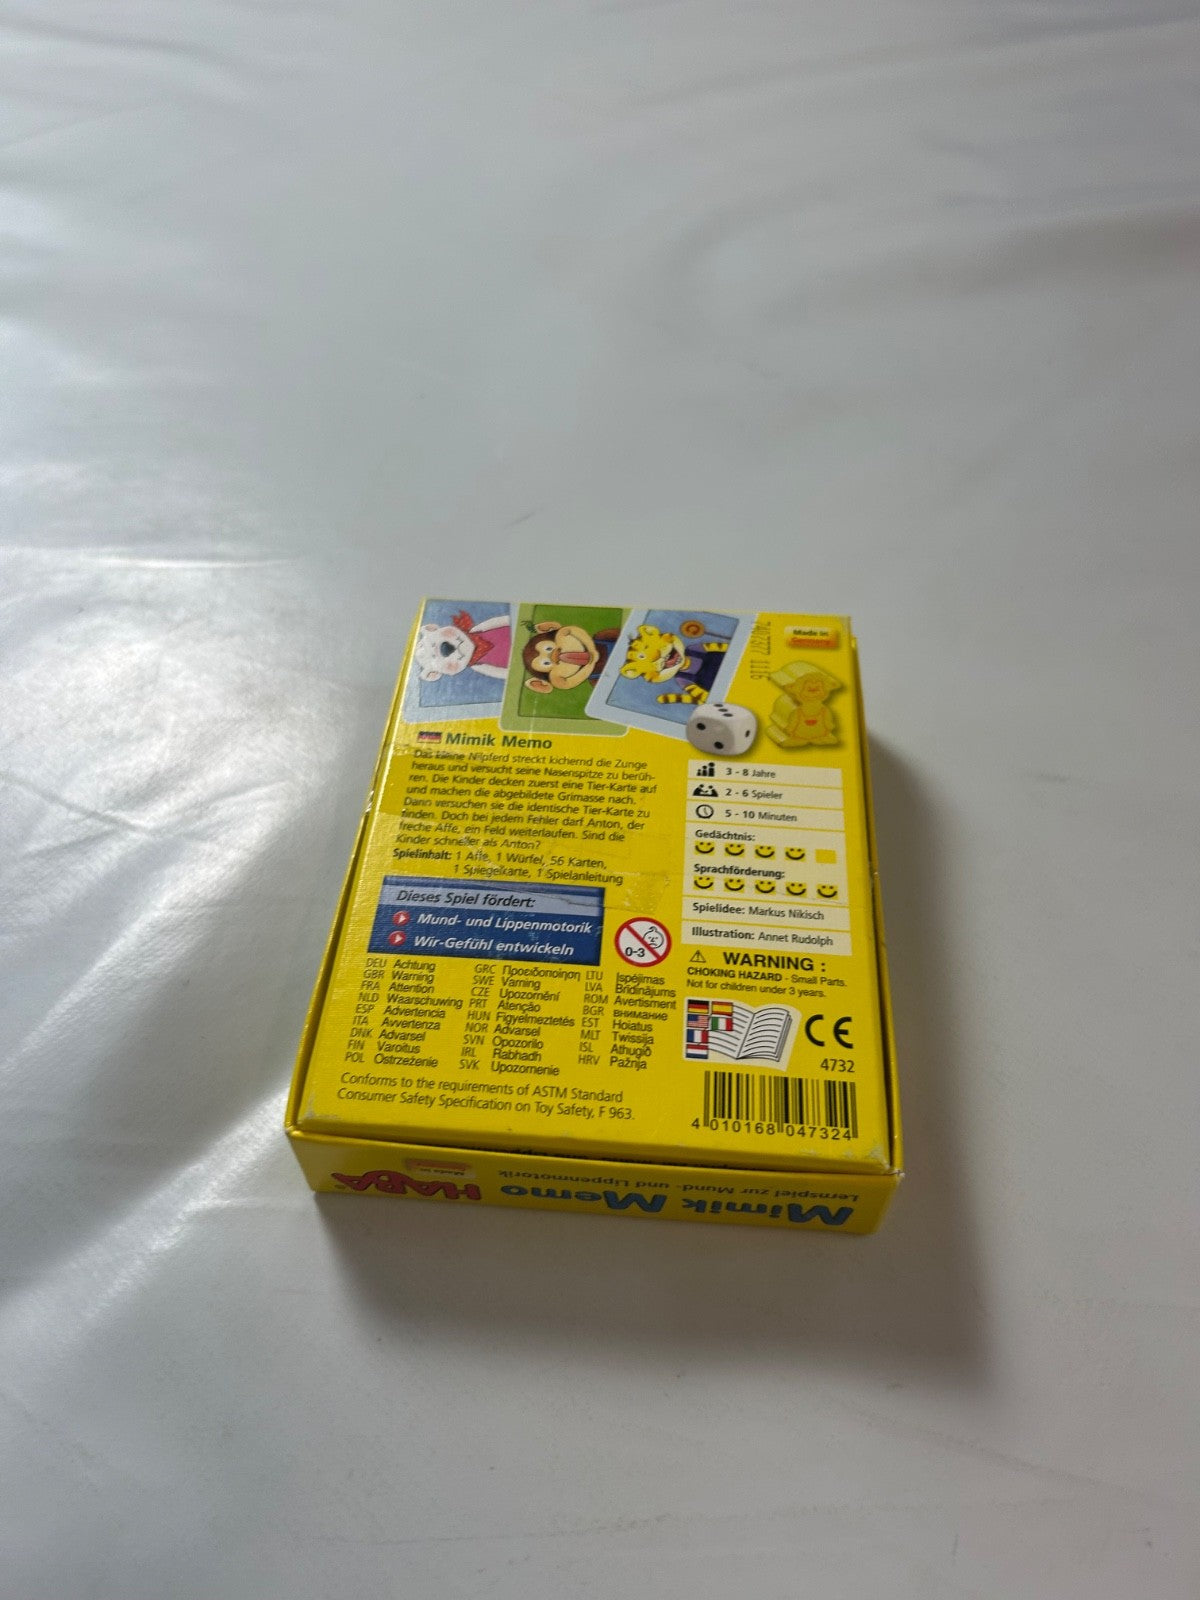 Made in
Germany
Mimik Memo
Das kleine Nilpferd streckt kichernd die Zunge
heraus und versucht seine Nasenspitze zu berüh-
ren. Die Kinder decken zuerst eine Tier-Karte auf
und machen die abgebildete Grimasse nach.
Dann versuchen sie die identische Tier-Karte zu
finden. Doch bei jedem Fehler darf Anton, der
freche Affe, ein Feld weiterlaufen. Sind die
Kinder schneller als Anton?
Spielinhalt: 1 Affe, 1 Würfel, 56 Karten,
1 Spiegelkarte, 1 Spielanleitung
Dieses Spiel fördert:
Mund- und Lippenmotorik
Wir-Gefühl entwickeln
3 - 8 Jahre
2 - 6 Spieler
5 - 10 Minuten
Gedächtnis:
Sprachförderung:
Spielidee: Markus Nikisch
Illustration: Annet Rudolph
0-3
WARNING :
CHOKING HAZARD - Small Parts.
Not for children under 3 years.
DEU Achtung
GBR Warning
FRA Attention
NLD Waarschuwing
ESP Advertencia
ITA Avvertenza
DNK Advarsel
FIN Varoitus
POL Ostrzeżenie
GRC Προειδοποίηση
SWE Varning
CZE Upozornění
PRT Atenção
HUN Figyelmeztetés
NOR Advarsel
SVN Opozorilo
IRL Rabhadh
SVK Upozornenie
LTU Įspėjimas
LVA Brīdinājums
ROM Avertisment
BGR внимание
EST Hoiatus
MLT Twissija
ISL Athugið
HRV Pažnja
CE
4732
Conforms to the requirements of ASTM Standard
Consumer Safety Specification on Toy Safety, F 963.
4 010168 047324
Mimik Memo HABA
Lernspiel zur Mund- und Lippenmotorik
Made in